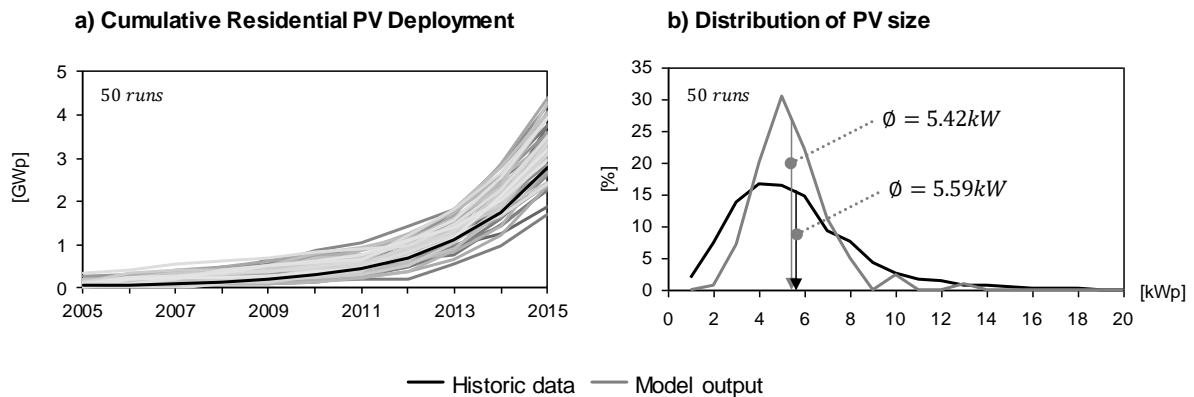 a) Cumulative Residential PV Deployment
5
4
3
2
1
0
[GWp]
50 runs
2005 2007 2009 2011 2013 2015
b) Distribution of PV size
35
30
25
20
15
10
5
0
[%]
50 runs
∅ = 5.42kW
∅ = 5.59kW
0 2 4 6 8 10 12 14 16 18 20
[kWp]
Historic data Model output